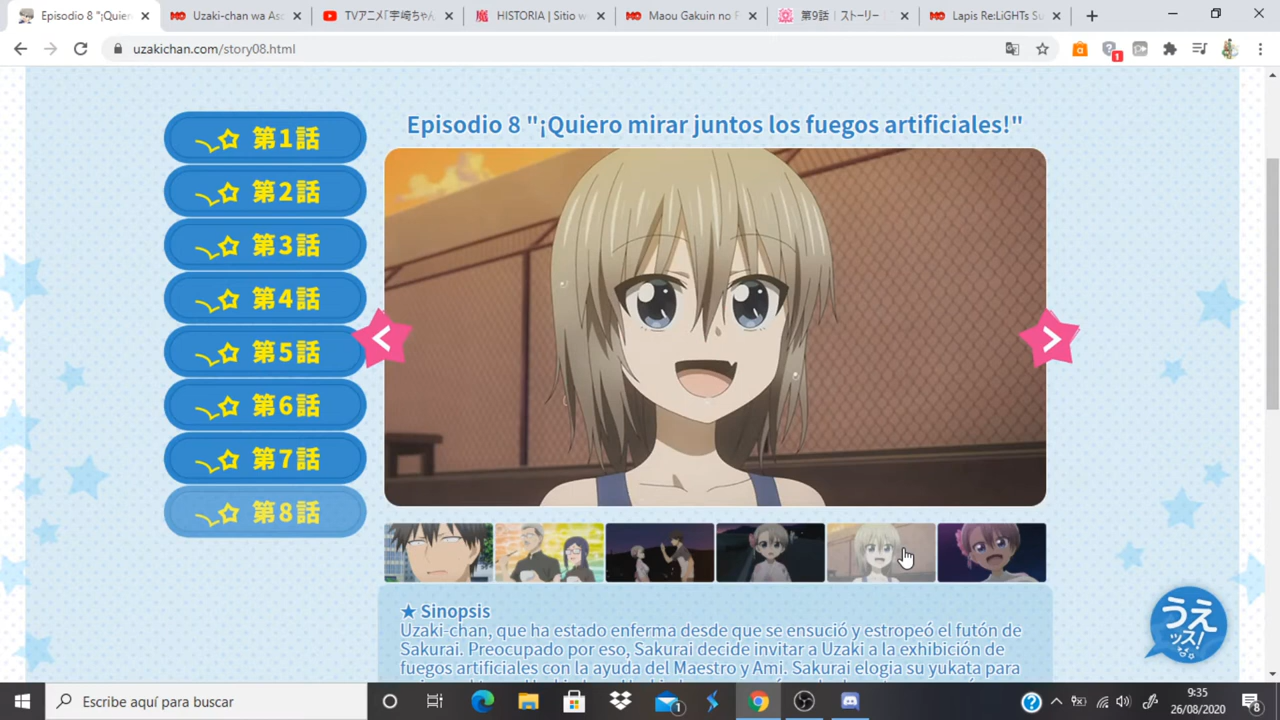 Episodio 8 "¡Quier
Uzaki-chan wa Aso
TVアニメ「宇崎ちゃん
HISTORIA | Sitio w
Maou Gakuin no F
第9話 | ストーリー |
Lapis Re:LiGHTs Su
uzakichan.com/story08.html
1
第1話
第2話
第3話
第4話
第5話
第6話
第7話
第8話
Episodio 8 "¡Quiero mirar juntos los fuegos artificiales!"
★ Sinopsis
Uzaki-chan, que ha estado enferma desde que se ensució y estropeó el futón de
Sakurai. Preocupado por eso, Sakurai decide invitar a Uzaki a la exhibición de
fuegos artificiales con la ayuda del Maestro y Ami. Sakurai elogia su yukata para
うえ
ッス!
Escribe aquí para buscar
1
9:35
26/08/2020
8